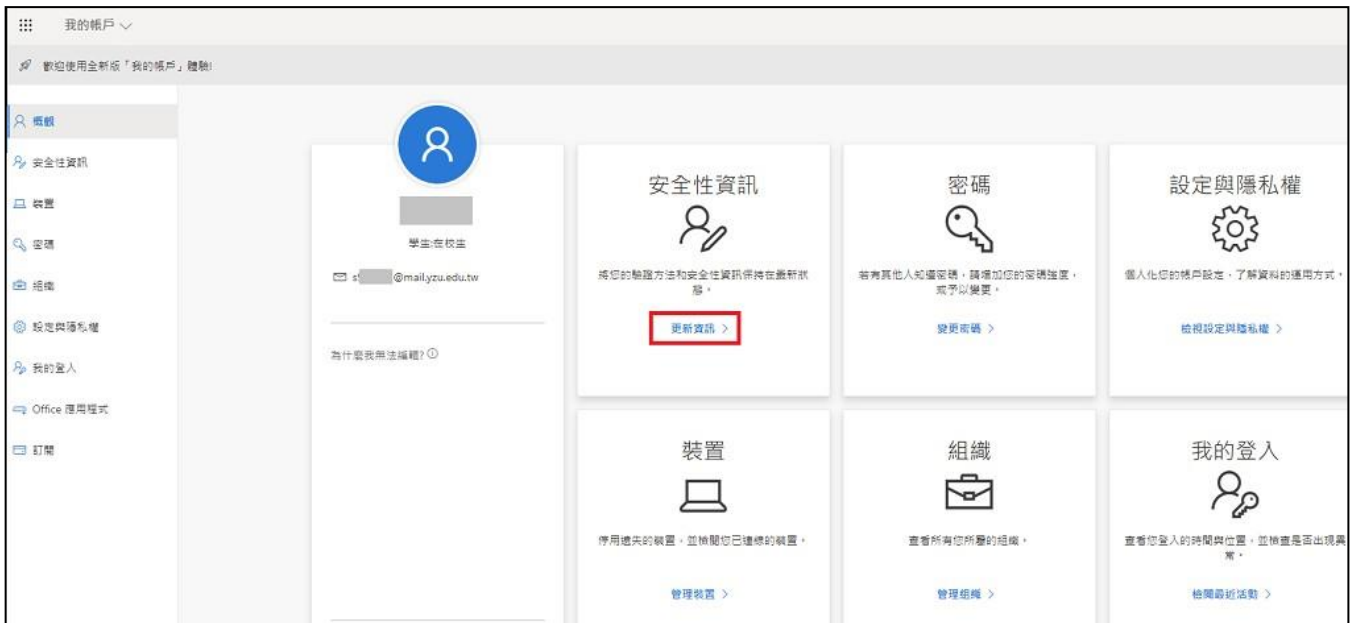 我的帳戶
歡迎使用全新版「我的帳戶」體驗!
概觀
安全性資訊
裝置
密碼
組織
設定與隱私權
我的登入
Office 應用程式
訂閱
學生:在校生
s @mail.yzu.edu.tw
為什麼我無法編輯?
安全性資訊
將您的驗證方法和安全性資訊保持在最新狀
態。
更新資訊
密碼
若有其他人知道密碼，請增加您的密碼強度，
或予以變更。
變更密碼
設定與隱私權
個人化您的帳戶設定，了解資料的運用方式。
檢視設定與隱私權
裝置
停用遺失的裝置，並檢閱您已連線的裝置。
管理裝置
組織
查看所有您所屬的組織。
管理組織
我的登入
查看您登入的時間與位置，並檢查是否出現異
常。
檢閱最近活動